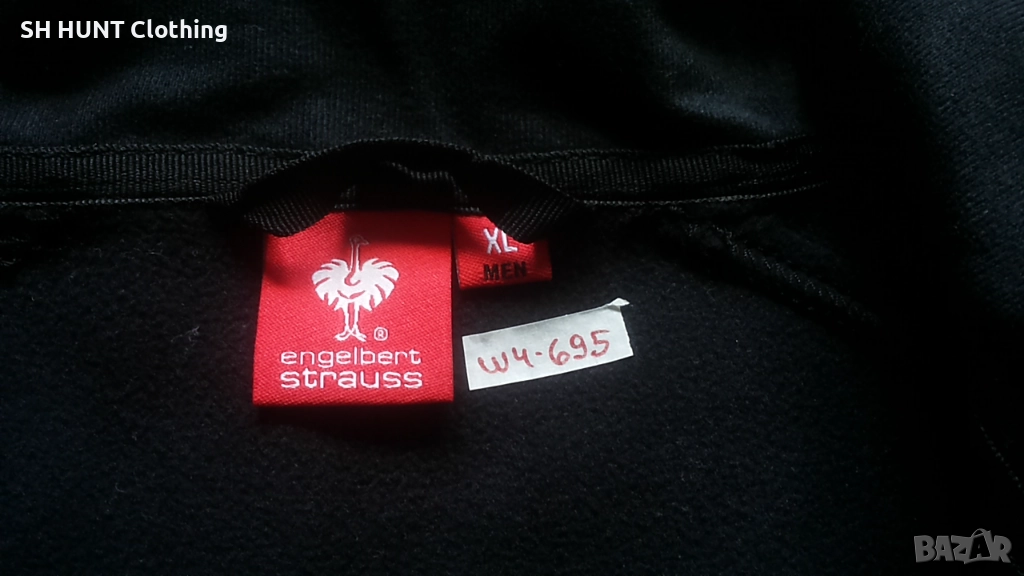 SH HUNT Clothing
XL
MEN
®
engelbert
strauss
W4-695
BAZAR